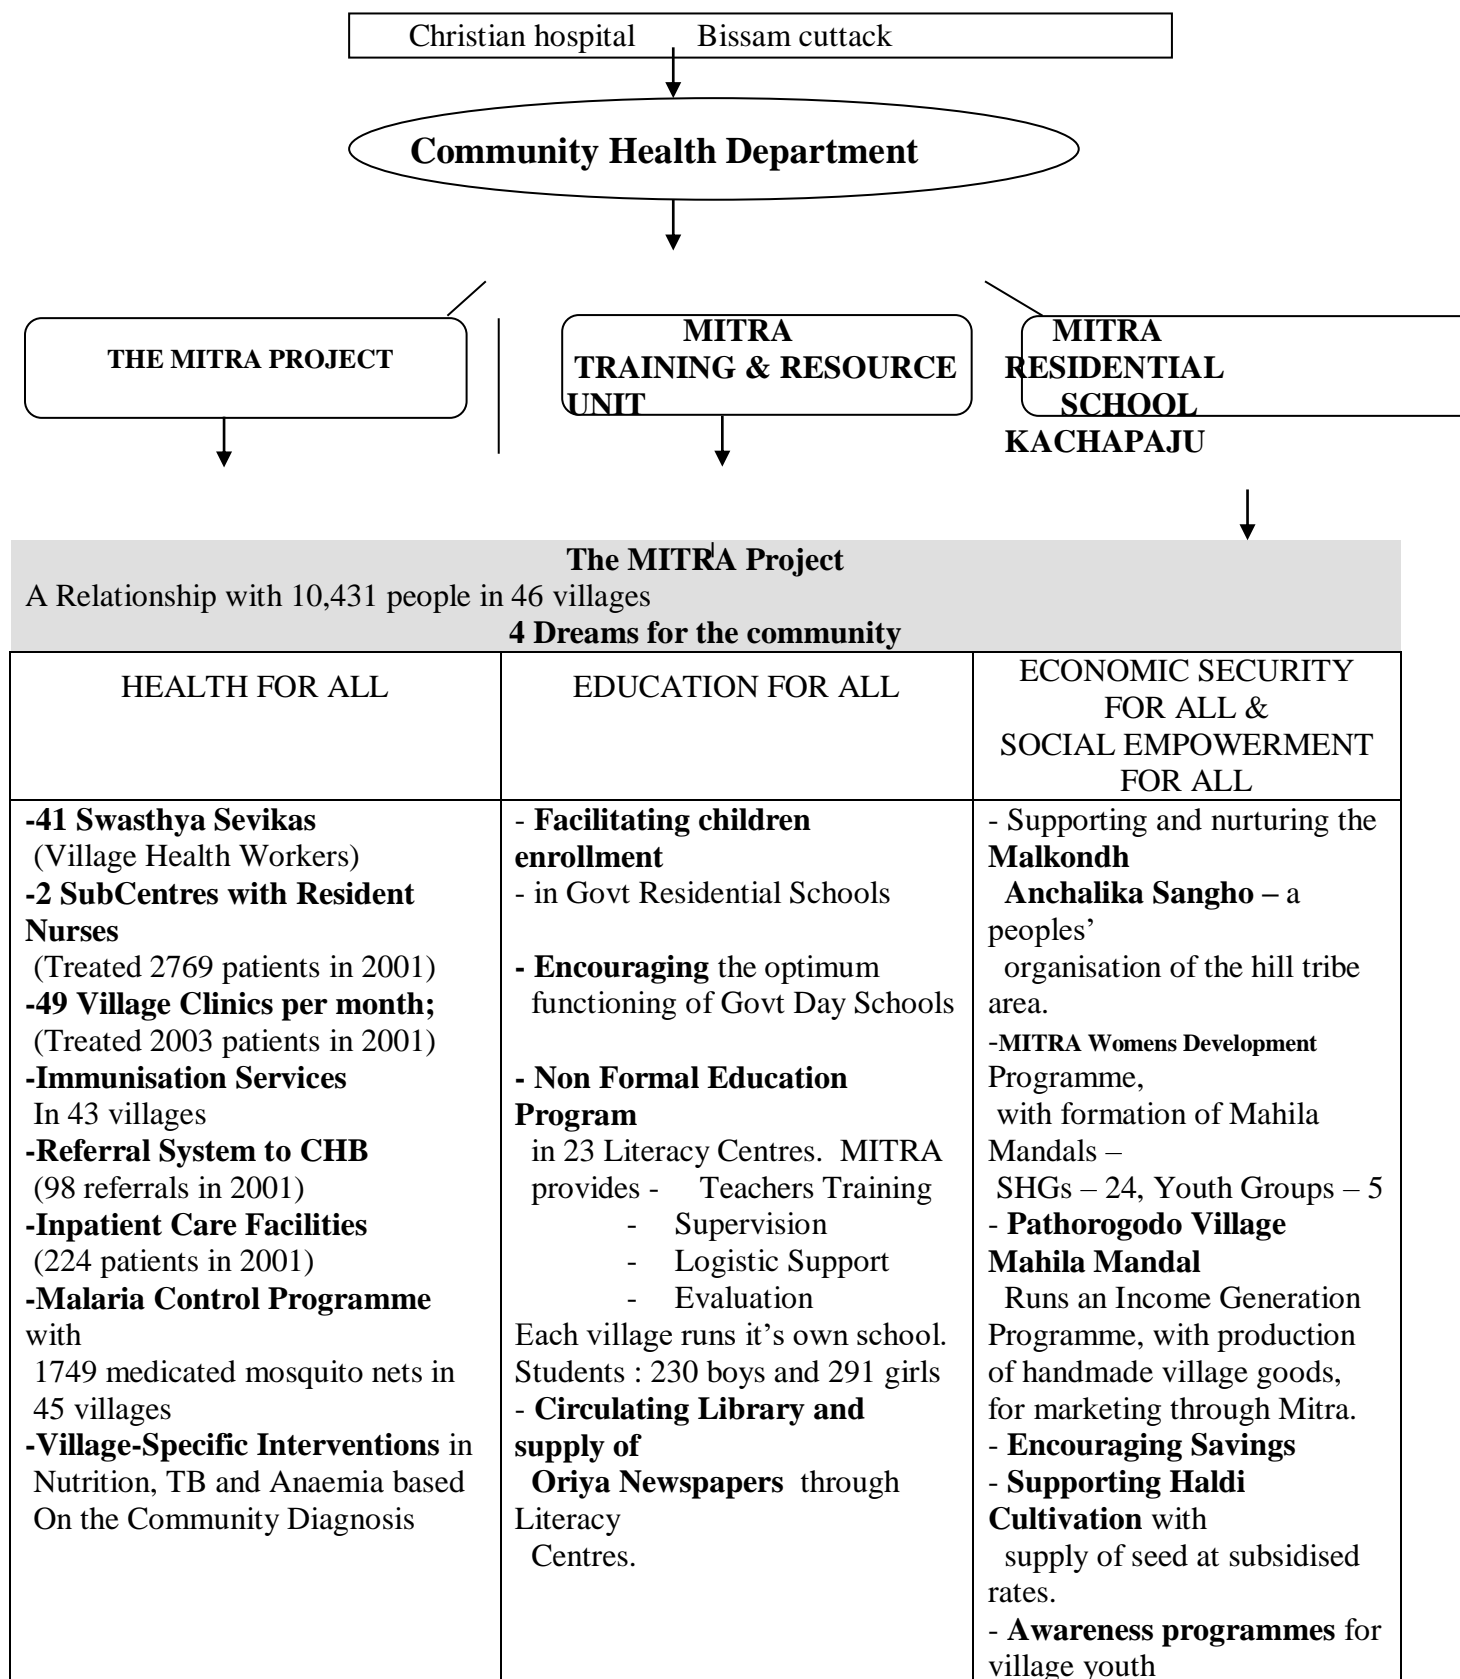 Christian hospital Bissam cuttack
Community Health Department
THE MITRA PROJECT
MITRA
TRAINING & RESOURCE
UNIT
MITRA
RESIDENTIAL
SCHOOL
KACHAPAJU
The MITRA Project
A Relationship with 10,431 people in 46 villages
4 Dreams for the community
HEALTH FOR ALL
EDUCATION FOR ALL
ECONOMIC SECURITY
FOR ALL &
SOCIAL EMPOWERMENT
FOR ALL
-41 Swasthya Sevikas
(Village Health Workers)
-2 SubCentres with Resident
Nurses
(Treated 2769 patients in 2001)
-49 Village Clinics per month;
(Treated 2003 patients in 2001)
-Immunisation Services
In 43 villages
-Referral System to CHB
(98 referrals in 2001)
-Inpatient Care Facilities
(224 patients in 2001)
-Malaria Control Programme
with
1749 medicated mosquito nets in
45 villages
-Village-Specific Interventions in
Nutrition, TB and Anaemia based
On the Community Diagnosis
- Facilitating children
enrollment
- in Govt Residential Schools
- Encouraging the optimum
functioning of Govt Day Schools
- Non Formal Education
Program
in 23 Literacy Centres. MITRA
provides - Teachers Training
- Supervision
- Logistic Support
- Evaluation
Each village runs it’s own school.
Students : 230 boys and 291 girls
- Circulating Library and
supply of
Oriya Newspapers through
Literacy
Centres.
- Supporting and nurturing the
Malkondh
Anchalika Sangho – a
peoples’
organisation of the hill tribe
area.
-MITRA Womens Development
Programme,
with formation of Mahila
Mandals –
SHGs – 24, Youth Groups – 5
- Pathorogodo Village
Mahila Mandal
Runs an Income Generation
Programme, with production
of handmade village goods,
for marketing through Mitra.
- Encouraging Savings
- Supporting Haldi
Cultivation with
supply of seed at subsidised
rates.
- Awareness programmes for
village youth